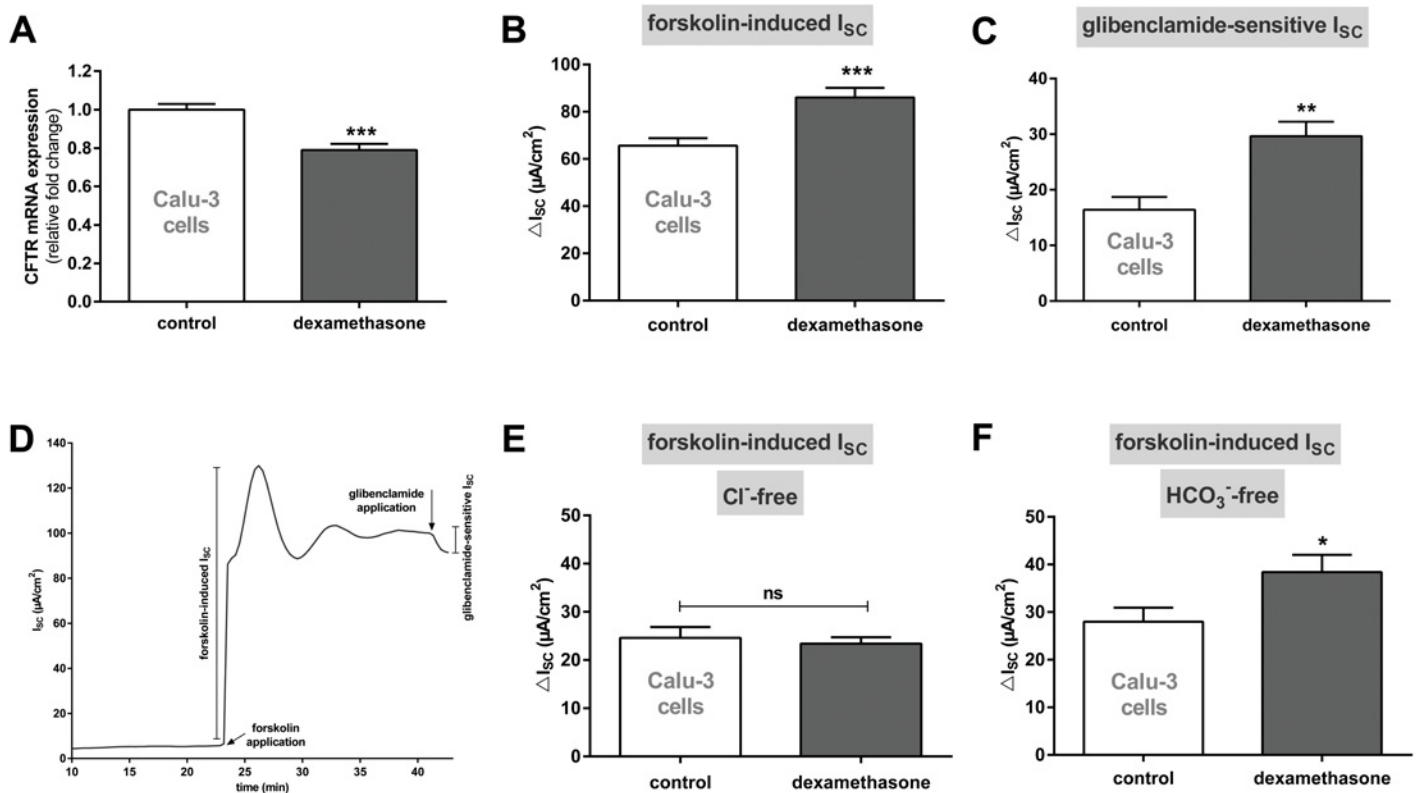 A
CFTR mRNA expression
(relative fold change)
1.2
1.0
0.8
0.6
0.4
0.2
0.0
***
Calu-3
cells
control
dexamethasone
B
forskolin-induced ISC
△ISC (µA/cm2)
100
80
60
40
20
0
***
Calu-3
cells
control
dexamethasone
C
glibenclamide-sensitive ISC
△ISC (µA/cm2)
40
30
20
10
0
**
Calu-3
cells
control
dexamethasone
D
ISC (µA/cm2)
140
120
100
80
60
40
20
0
forskolin-induced ISC
glibenclamide
application
glibenclamide-sensitive ISC
forskolin
application
10
15
20
25
30
35
40
time (min)
E
forskolin-induced ISC
Cl--free
△ISC (µA/cm2)
50
40
30
20
10
0
ns
Calu-3
cells
control
dexamethasone
F
forskolin-induced ISC
HCO3--free
△ISC (µA/cm2)
50
40
30
20
10
0
*
Calu-3
cells
control
dexamethasone